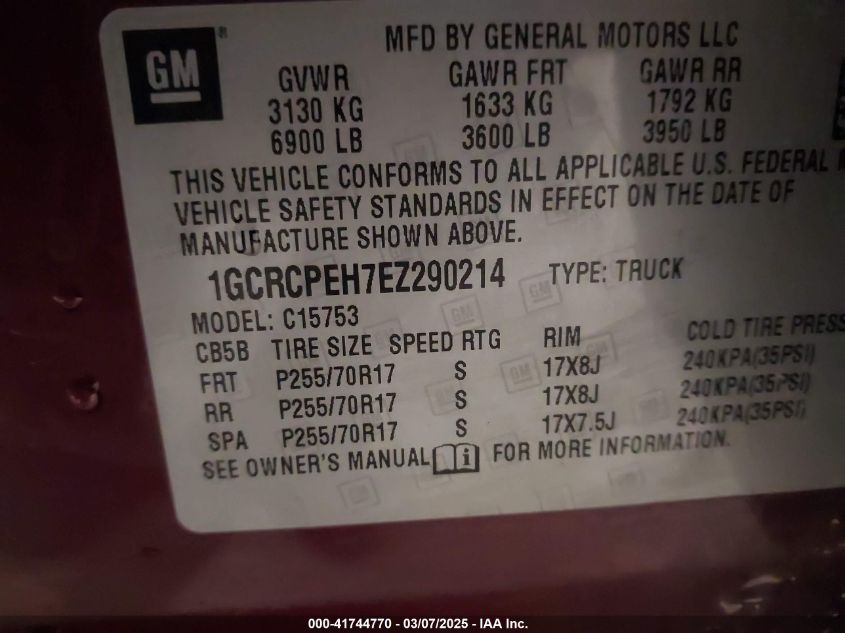 GM
MFD BY GENERAL MOTORS LLC
GVWR GAWR FRT GAWR RR
3130 KG 1633 KG 1792 KG
6900 LB 3600 LB 3950 LB
THIS VEHICLE CONFORMS TO ALL APPLICABLE U.S. FEDERAL
VEHICLE SAFETY STANDARDS IN EFFECT ON THE DATE OF
MANUFACTURE SHOWN ABOVE.
1GCRCPEH7EZ290214 TYPE: TRUCK
MODEL: C15753
CB5B TIRE SIZE SPEED RTG RIM COLD TIRE PRESS
FRT P255/70R17 S 17X8J 240KPA(35PSI)
RR P255/70R17 S 17X8J 240KPA(35PSI)
SPA P255/70R17 S 17X7.5J 240KPA(35PSI)
SEE OWNER'S MANUAL i FOR MORE INFORMATION.
000-41744770 - 03/07/2025 - IAA Inc.